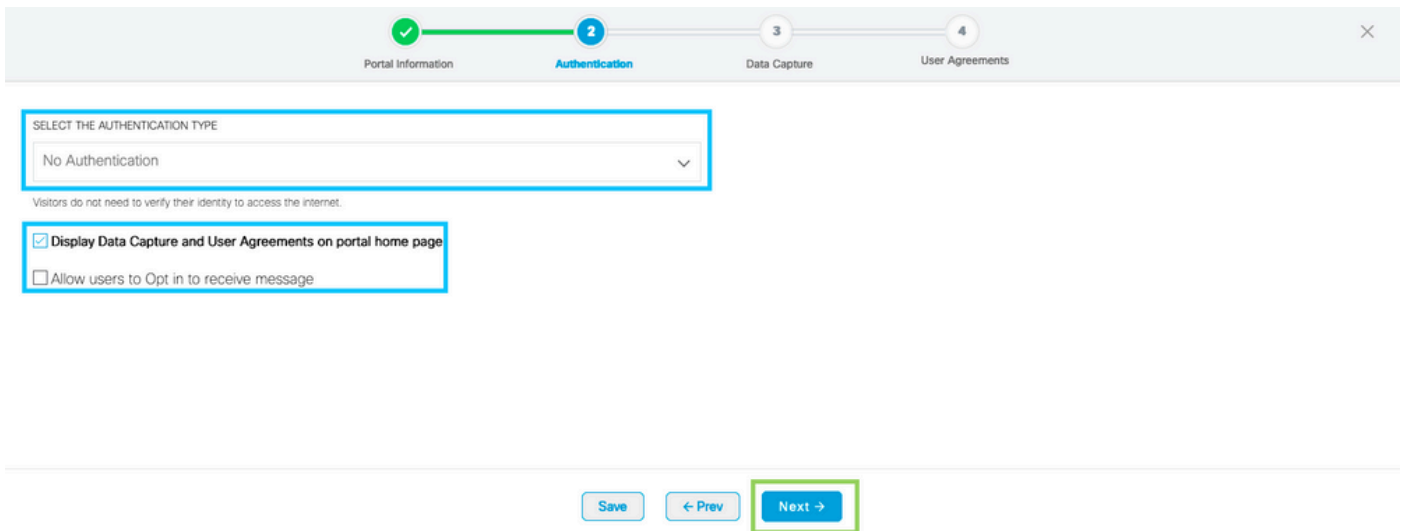 2 3 4
Portal Information Authentication Data Capture User Agreements
SELECT THE AUTHENTICATION TYPE
No Authentication
Visitors do not need to verify their identity to access the internet.
Display Data Capture and User Agreements on portal home page
Allow users to Opt in to receive message
Save ← Prev Next →